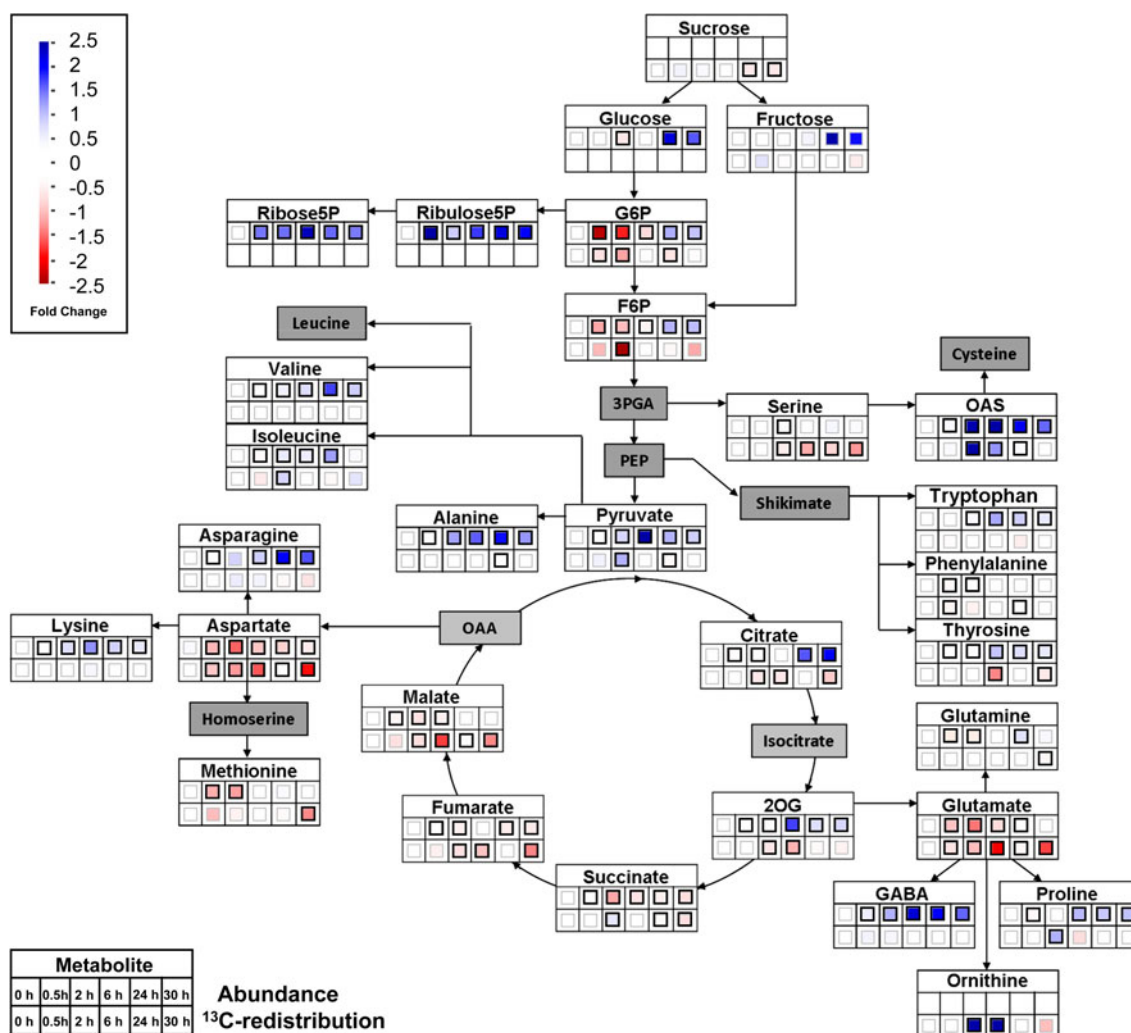 2.5
2
1.5
1
0.5
0
-0.5
-1
-1.5
-2
-2.5
Fold Change
Sucrose
Glucose
Fructose
Ribose5P
Ribulose5P
G6P
F6P
Leucine
Valine
Isoleucine
3PGA
PEP
Serine
Cysteine
OAS
Shikimate
Tryptophan
Phenylalanine
Thyrosine
Alanine
Pyruvate
Asparagine
Lysine
Aspartate
OAA
Citrate
Homoserine
Methionine
Malate
Isocitrate
Glutamine
Fumarate
2OG
Glutamate
Succinate
GABA
Proline
Ornithine
Metabolite
0 h 0.5h 2 h 6 h 24 h 30 h Abundance
0 h 0.5h 2 h 6 h 24 h 30 h ¹³C-redistribution